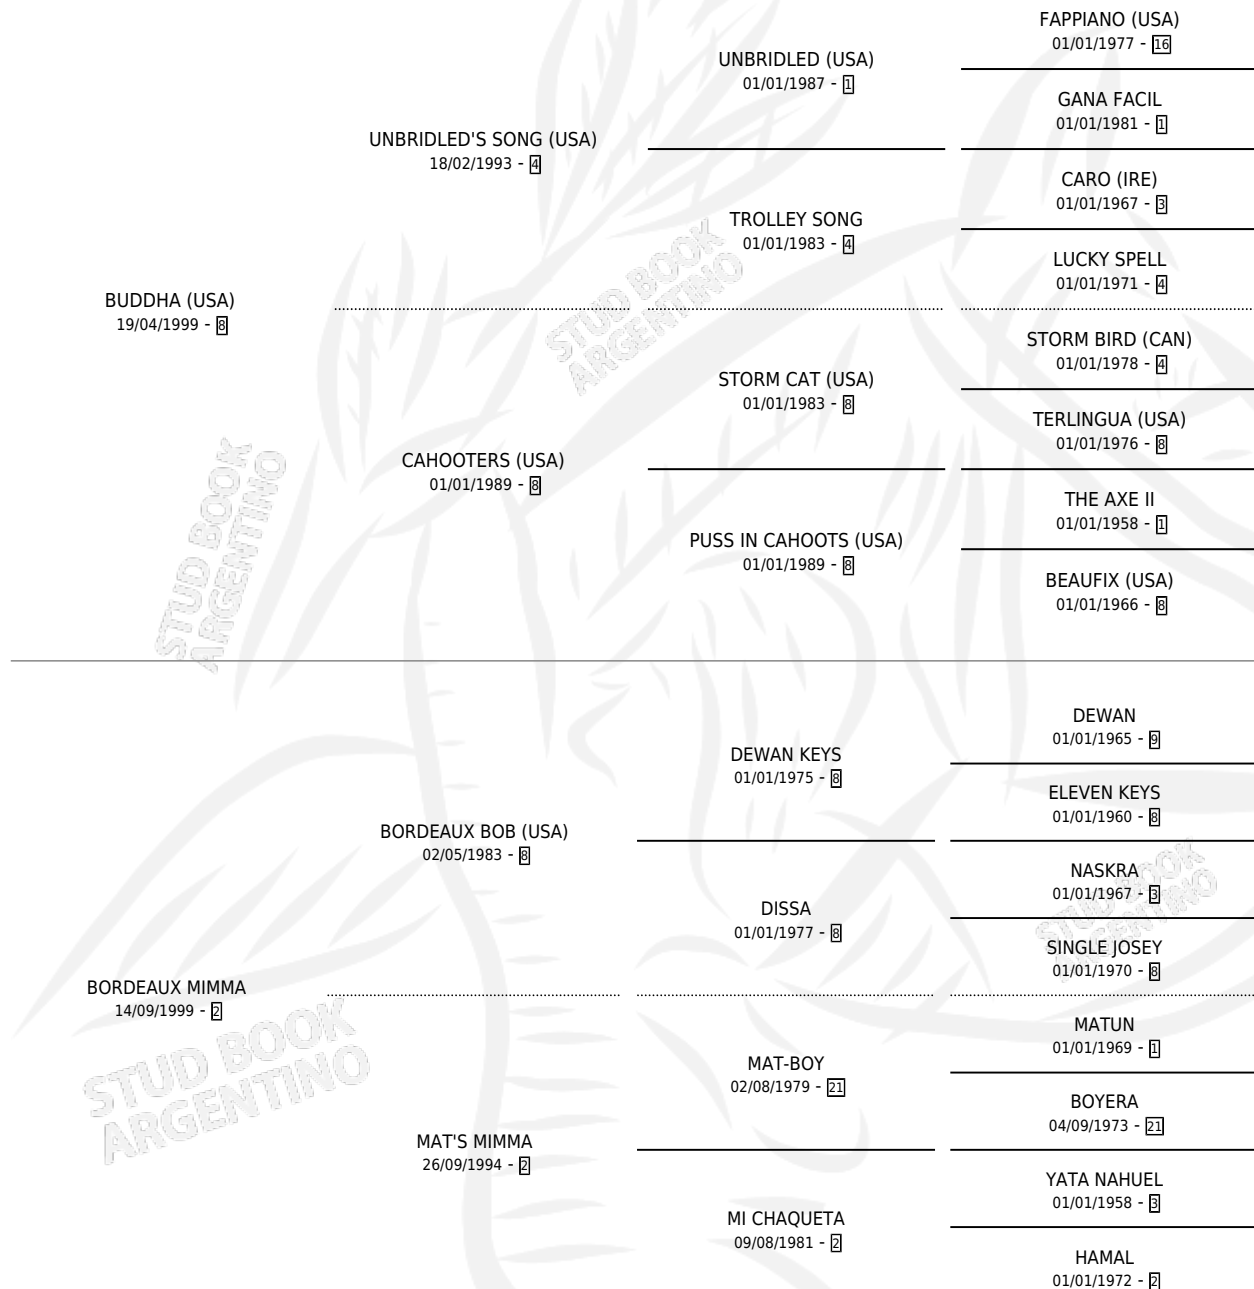 FAPPIANO (USA)
01/01/1977 - 16
UNBRIDLED (USA)
01/01/1987 - 1
GANA FACIL
01/01/1981 - 1
UNBRIDLED'S SONG (USA)
18/02/1993 - 4
CARO (IRE)
01/01/1967 - 3
TROLLEY SONG
01/01/1983 - 4
LUCKY SPELL
01/01/1971 - 4
BUDDHA (USA)
19/04/1999 - 8
STORM BIRD (CAN)
01/01/1978 - 4
STORM CAT (USA)
01/01/1983 - 8
TERLINGUA (USA)
01/01/1976 - 8
CAHOOTERS (USA)
01/01/1989 - 8
THE AXE II
01/01/1958 - 1
PUSS IN CAHOOTS (USA)
01/01/1989 - 8
BEAUFIX (USA)
01/01/1966 - 8
DEWAN
01/01/1965 - 9
DEWAN KEYS
01/01/1975 - 8
ELEVEN KEYS
01/01/1960 - 8
BORDEAUX BOB (USA)
02/05/1983 - 8
NASKRA
01/01/1967 - 3
DISSA
01/01/1977 - 8
SINGLE JOSEY
01/01/1970 - 8
BORDEAUX MIMMA
14/09/1999 - 2
MATUN
01/01/1969 - 1
MAT-BOY
02/08/1979 - 21
BOYERA
04/09/1973 - 21
MAT'S MIMMA
26/09/1994 - 2
YATA NAHUEL
01/01/1958 - 3
MI CHAQUETA
09/08/1981 - 2
HAMAL
01/01/1972 - 2
STUD BOOK
ARGENTINO
STUD BOOK
ARGENTINO
STUD BOOK
ARGENTINO
STUD BOOK
ARGENTINO